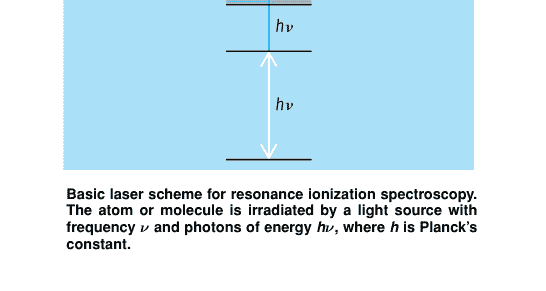 hν
hν
Basic laser scheme for resonance ionization spectroscopy.
The atom or molecule is irradiated by a light source with
frequency ν and photons of energy hν, where h is Planck's
constant.